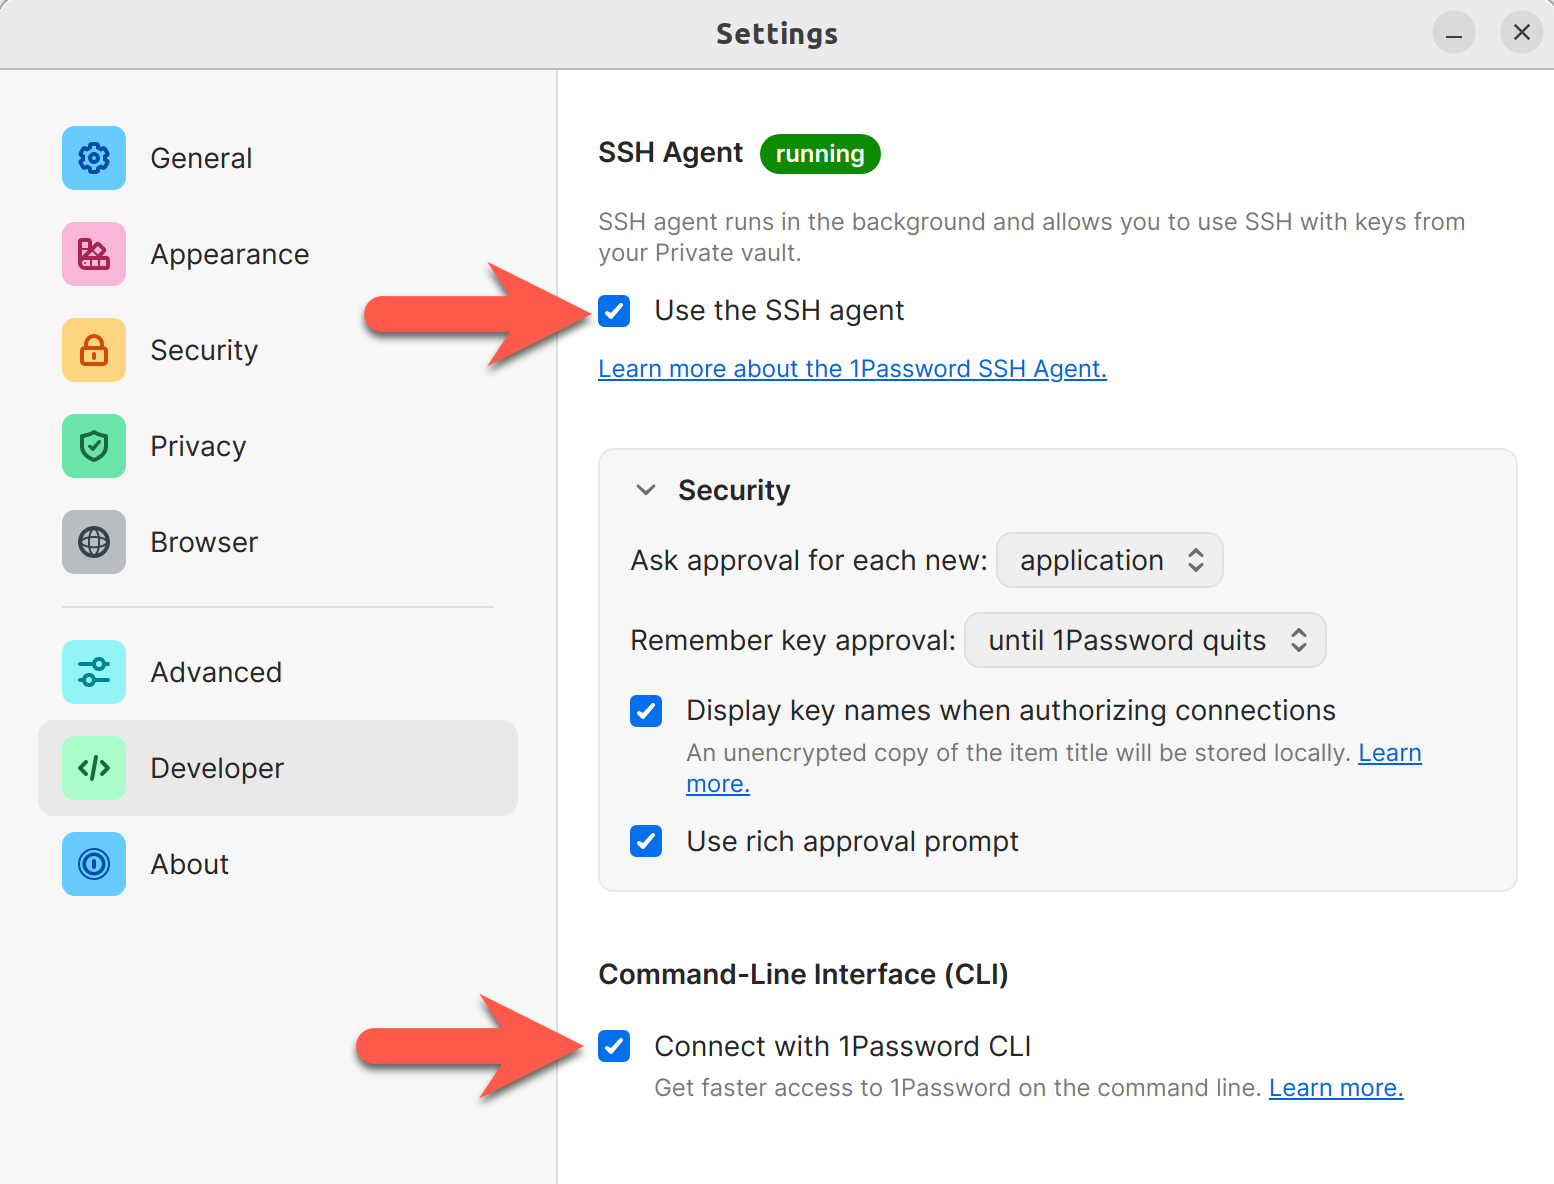 Settings
General
Appearance
Security
Privacy
Browser
Advanced
Developer
About
SSH Agent running
SSH agent runs in the background and allows you to use SSH with keys from
your Private vault.
Use the SSH agent
Learn more about the 1Password SSH Agent.
Security
Ask approval for each new: application
Remember key approval: until 1Password quits
Display key names when authorizing connections
An unencrypted copy of the item title will be stored locally. Learn
more.
Use rich approval prompt
Command-Line Interface (CLI)
Connect with 1Password CLI
Get faster access to 1Password on the command line. Learn more.